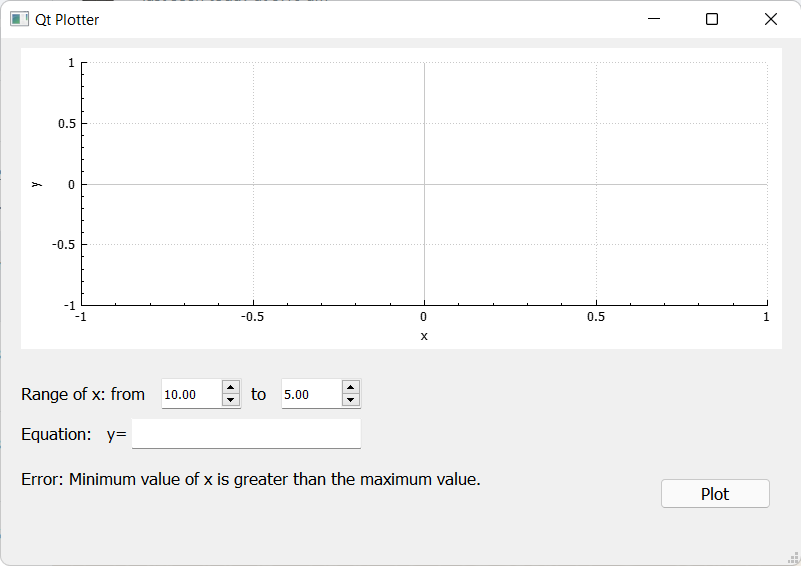 Qt Plotter
1
0.5
y
0
-0.5
-1
-1 -0.5 0 0.5 1
x
Range of x: from 10.00 to 5.00
Equation: y=
Error: Minimum value of x is greater than the maximum value.
Plot